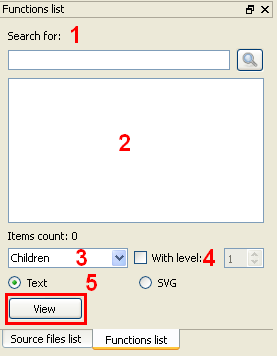 Functions list
Search for: 1
2
Items count: 0
Children 3 With level: 4 1
Text 5 SVG
View
Source files list Functions list